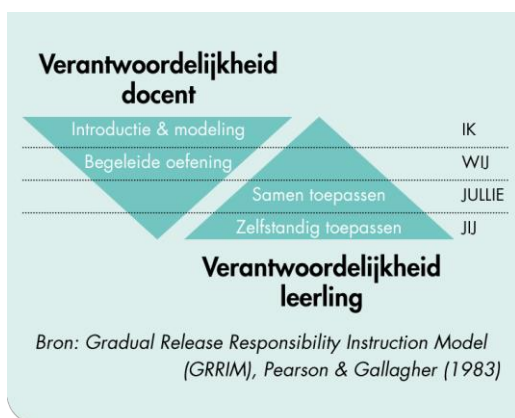 Verantwoordelijkheid
docent
Introductie & modeling IK
Begeleide oefening WIJ
Samen toepassen JULLIE
Zelfstandig toepassen JIJ
Verantwoordelijkheid
leerling
Bron: Gradual Release Responsibility Instruction Model
(GRRIM), Pearson & Gallagher (1983)